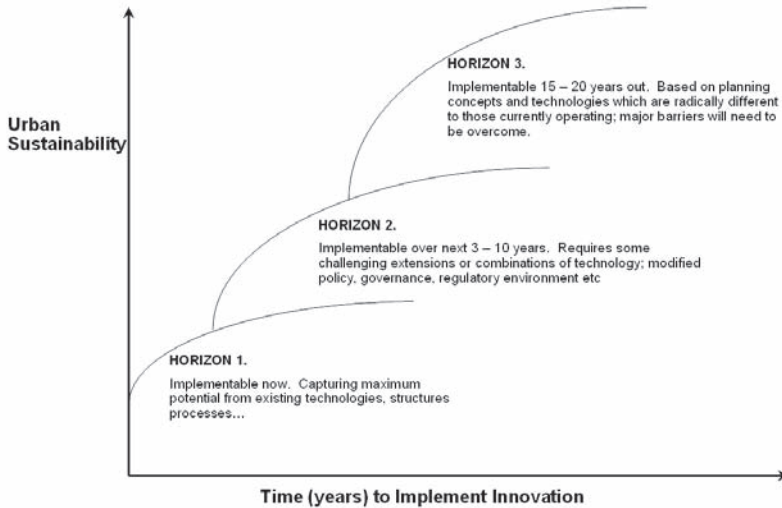 HORIZON 3.
Implementable 15 – 20 years out. Based on planning
concepts and technologies which are radically different
to those currently operating; major barriers will need to
be overcome.
Urban
Sustainability
HORIZON 2.
Implementable over next 3 – 10 years. Requires some
challenging extensions or combinations of technology; modified
policy, governance, regulatory environment etc
HORIZON 1.
Implementable now. Capturing maximum
potential from existing technologies, structures
processes...
Time (years) to Implement Innovation